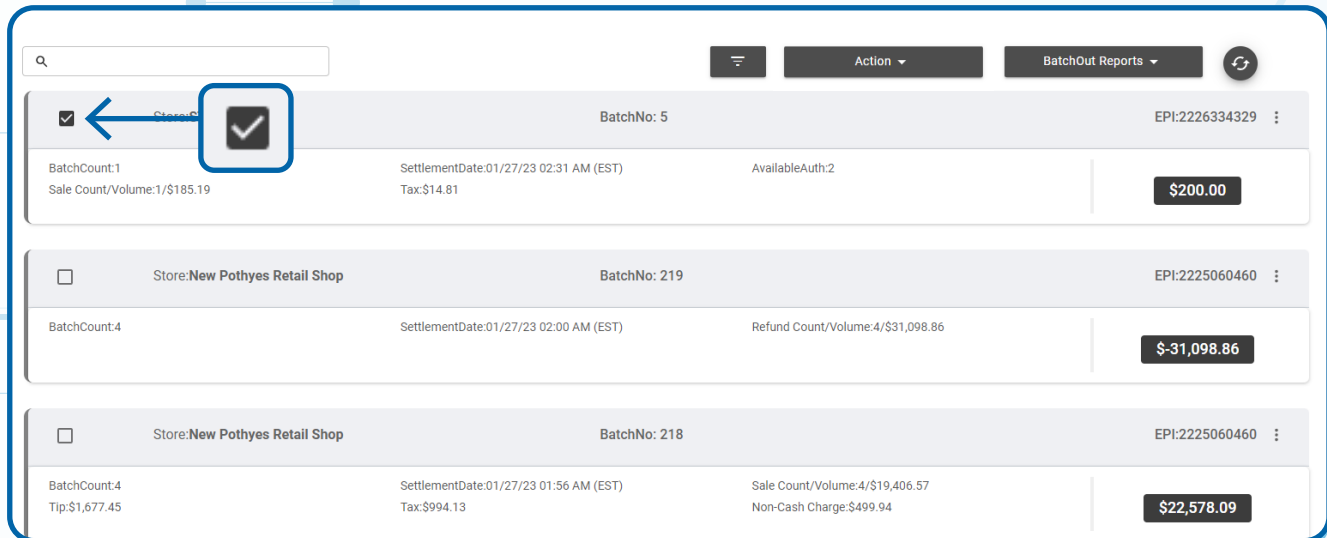 Action
BatchOut Reports
Store:S
BatchNo: 5
EPI:2226334329
BatchCount:1
SettlementDate:01/27/23 02:31 AM (EST)
AvailableAuth:2
Sale Count/Volume:1/$185.19
Tax:$14.81
$200.00
Store:New Pothyes Retail Shop
BatchNo: 219
EPI:2225060460
BatchCount:4
SettlementDate:01/27/23 02:00 AM (EST)
Refund Count/Volume:4/$31,098.86
$-31,098.86
Store:New Pothyes Retail Shop
BatchNo: 218
EPI:2225060460
BatchCount:4
SettlementDate:01/27/23 01:56 AM (EST)
Sale Count/Volume:4/$19,406.57
Tip:$1,677.45
Tax:$994.13
Non-Cash Charge:$499.94
$22,578.09